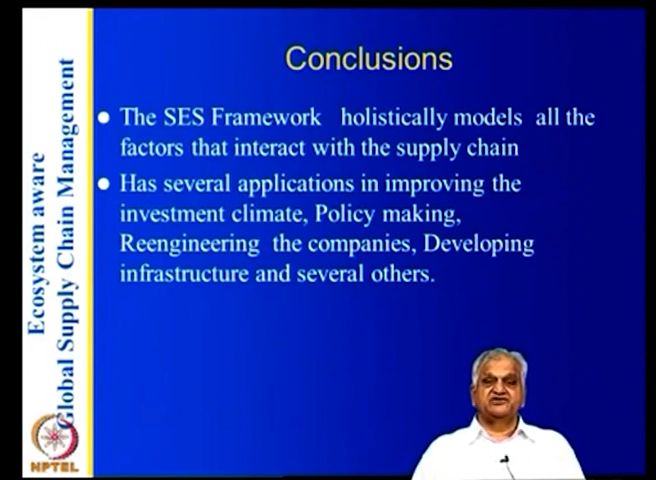 Conclusions
The SES Framework holistically models all the
factors that interact with the supply chain
Has several applications in improving the
investment climate, Policy making,
Reengineering the companies, Developing
infrastructure and several others.
Ecosystem aware
Global Supply Chain Management
NPTEL